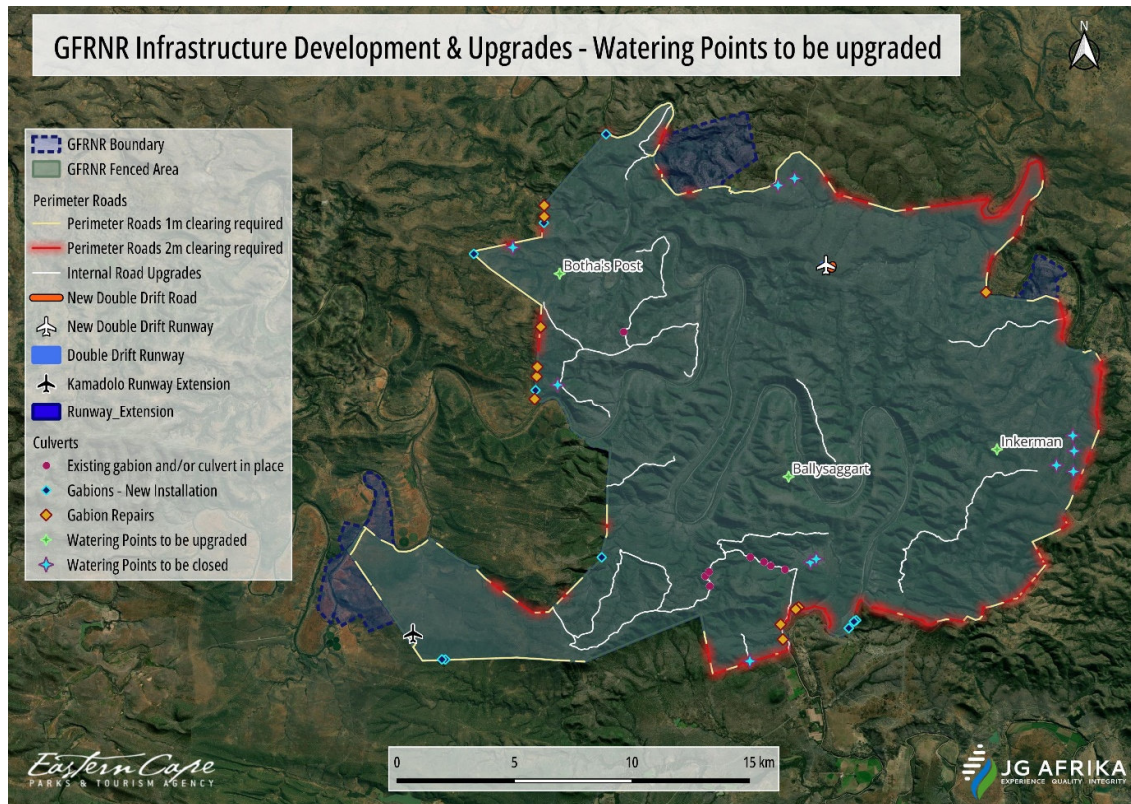 GFRNR Infrastructure Development & Upgrades - Watering Points to be upgraded
N
GFRNR Boundary
GFRNR Fenced Area
Perimeter Roads
Perimeter Roads 1m clearing required
Perimeter Roads 2m clearing required
Internal Road Upgrades
New Double Drift Road
New Double Drift Runway
Double Drift Runway
Kamadolo Runway Extension
Runway_Extension
Culverts
Existing gabion and/or culvert in place
Gabions - New Installation
Gabion Repairs
Watering Points to be upgraded
Watering Points to be closed
Botha's Post
Inkerman
Ballysaggart
0 5 10 15 km
Eastern Cape
PARKS & TOURISM AGENCY
JG AFRIKA
EXPERIENCE QUALITY INTEGRITY